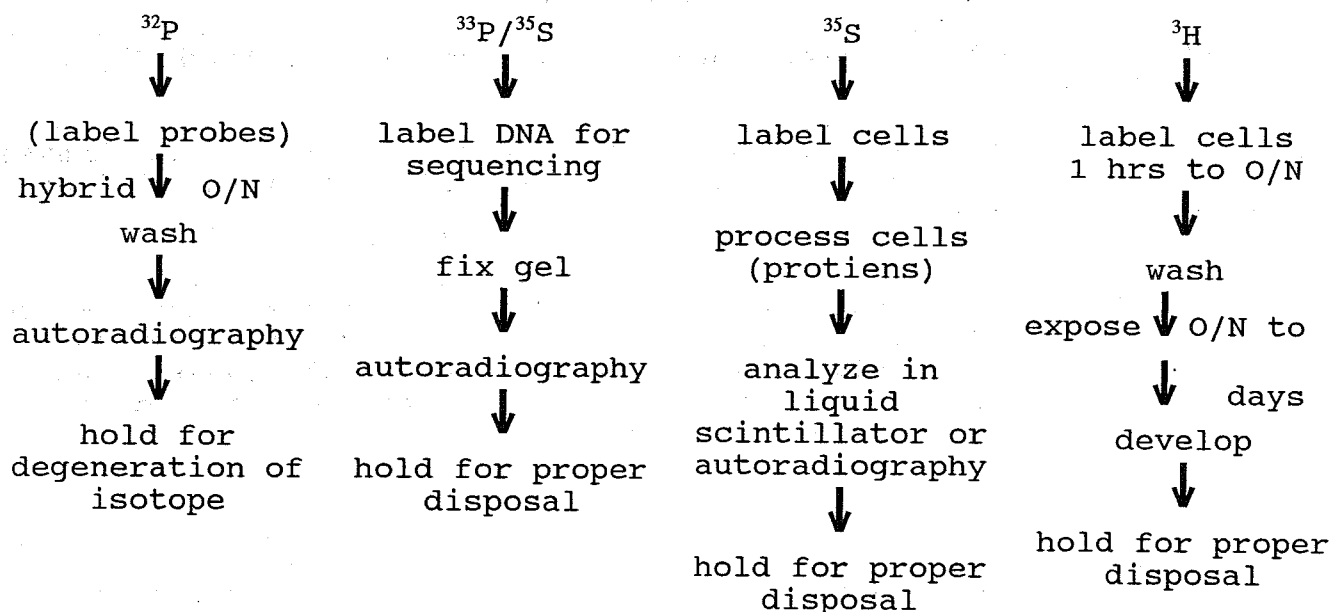 ³²P
(label probes)
hybrid O/N
wash
autoradiography
hold for
degeneration of
isotope
³³P/³⁵S
label DNA for
sequencing
fix gel
autoradiography
hold for proper
disposal
³⁵S
label cells
process cells
(protiens)
analyze in
liquid
scintillator or
autoradiography
hold for proper
disposal
³H
label cells
1 hrs to O/N
wash
expose O/N to
days
develop
hold for proper
disposal